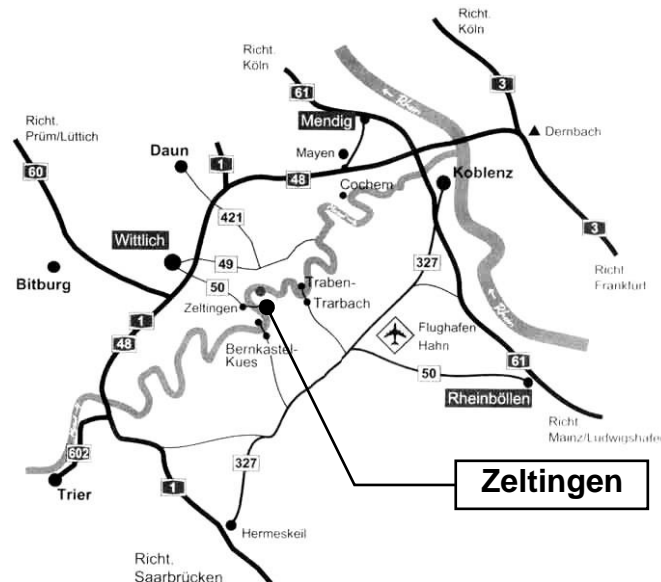 Richt.
Köln
3
Richt.
Köln
61
← Rhein
Mendig
Dernbach
Richt.
Prüm/Lüttich
1
Mayen
Daun
60
48
Koblenz
Cochem
421
3
Wittlich
49
327
Richt
Frankfurt
Bitburg
50
Traben-
Trarbach
Rhein
Zeltingen
1
Flughafen
Hahn
48
Bernkastel-
Kues
61
50
Rheinböllen
Richt
Mainz/Ludwigshafe
602
327
Zeltingen
Trier
1
Hermeskeil
Richt.
Saarbrücken